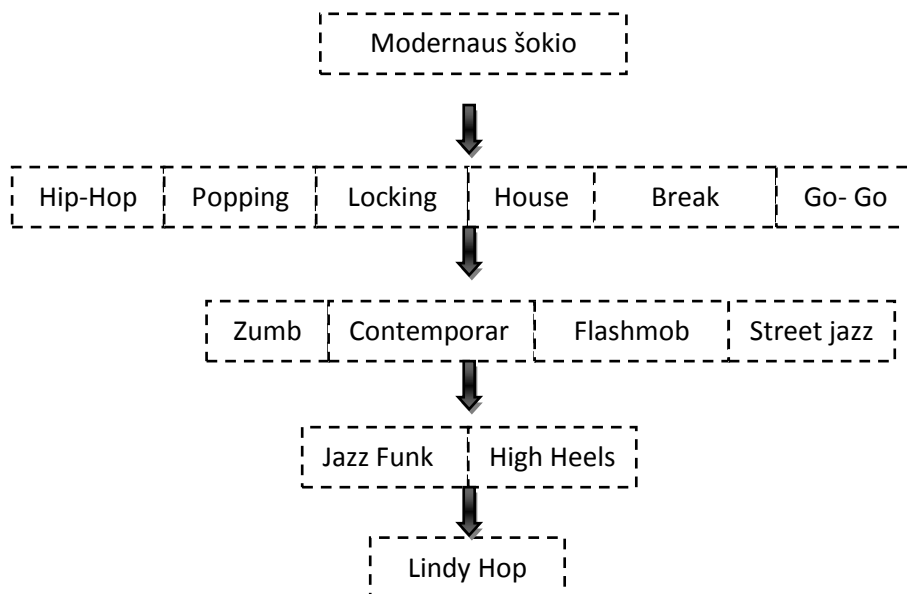 Modernaus šokio
Hip-Hop Popping Locking House Break Go- Go
Zumb Contemporar Flashmob Street jazz
Jazz Funk High Heels
Lindy Hop